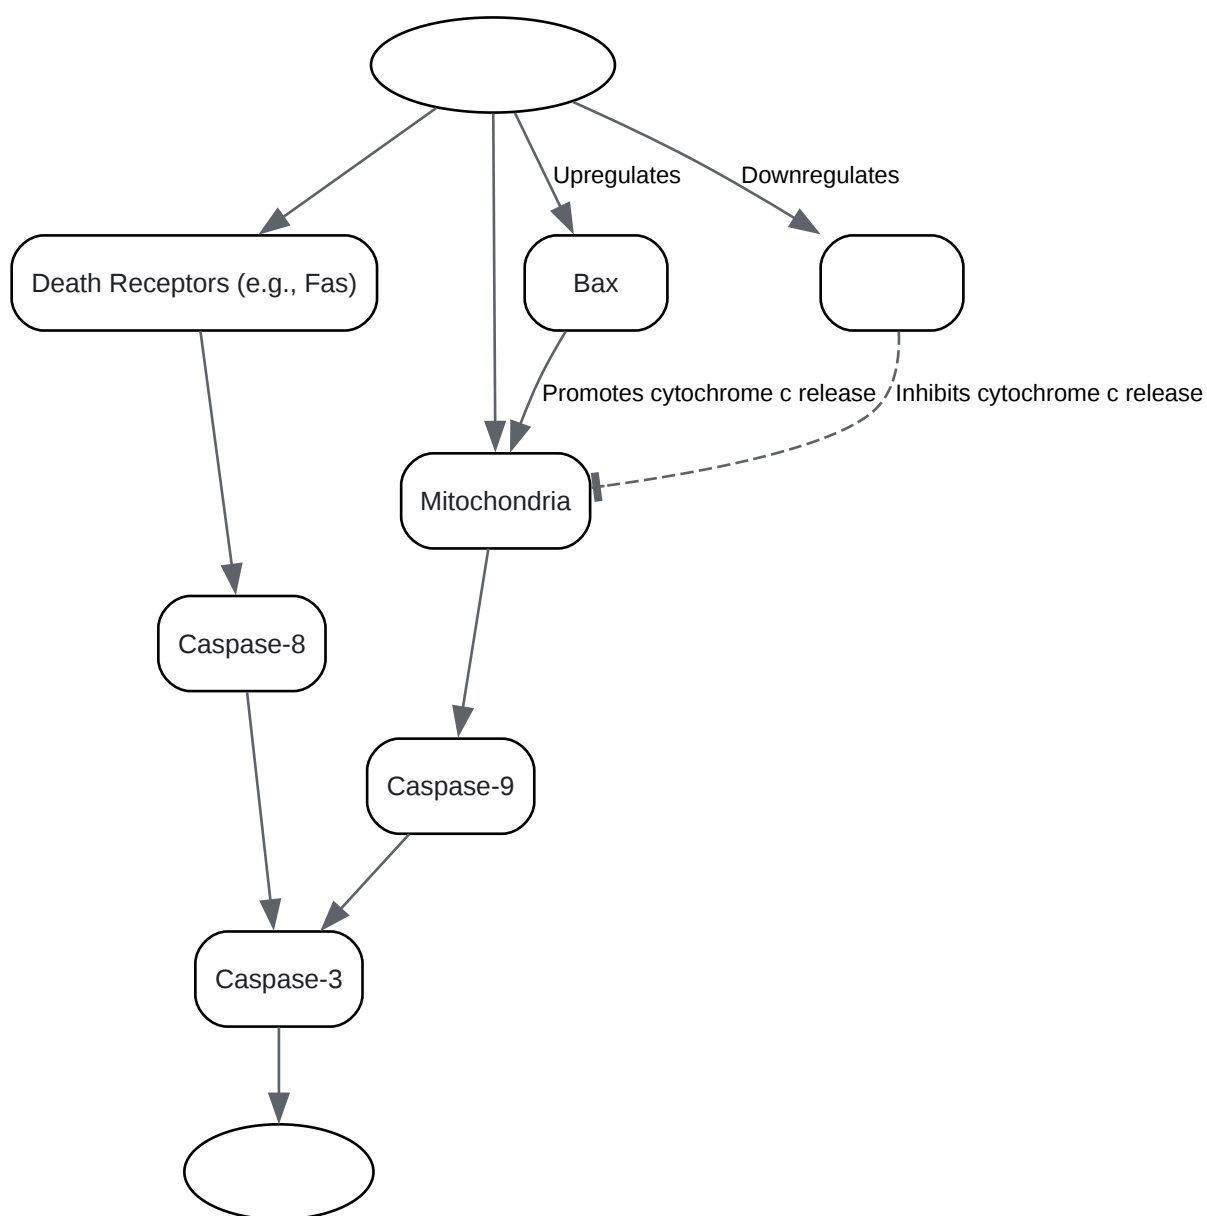 Upregulates
Downregulates
Death Receptors (e.g., Fas)
Bax
Promotes cytochrome c release
Inhibits cytochrome c release
Mitochondria
Caspase-8
Caspase-9
Caspase-3